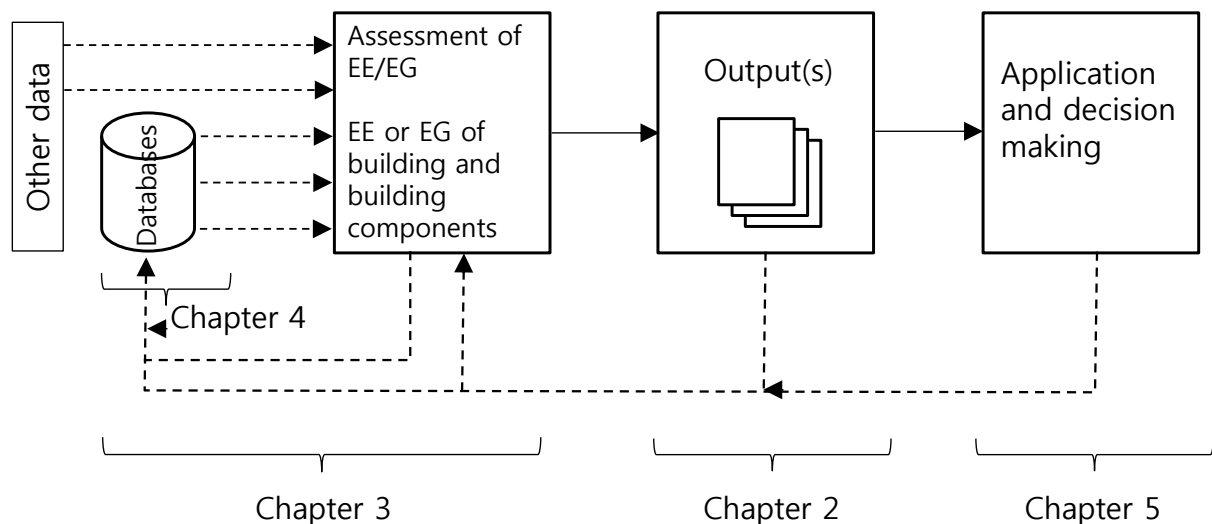 Other data
Databases
Assessment of
EE/EG
EE or EG of
building and
building
components
Output(s)
Application
and decision
making
Chapter 4
Chapter 3
Chapter 2
Chapter 5